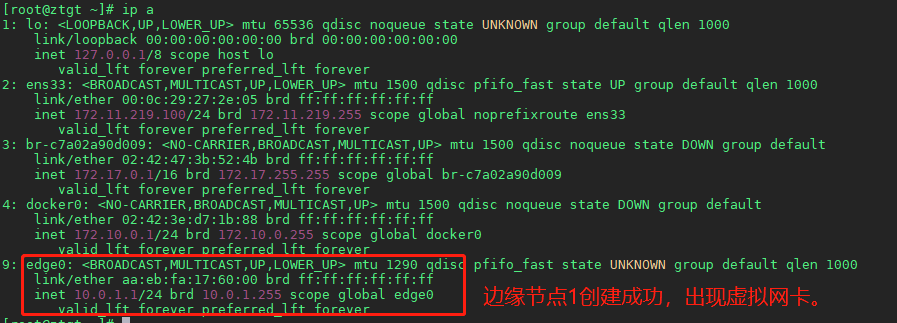 [root@ztgt ~]# ip a
1: lo: <LOOPBACK,UP,LOWER_UP> mtu 65536 qdisc noqueue state UNKNOWN group default qlen 1000
    link/loopback 00:00:00:00:00:00 brd 00:00:00:00:00:00
    inet 127.0.0.1/8 scope host lo
       valid_lft forever preferred_lft forever
2: ens33: <BROADCAST,MULTICAST,UP,LOWER_UP> mtu 1500 qdisc pfifo_fast state UP group default qlen 1000
    link/ether 00:0c:29:27:2e:05 brd ff:ff:ff:ff:ff:ff
    inet 172.11.219.100/24 brd 172.11.219.255 scope global noprefixroute ens33
       valid_lft forever preferred_lft forever
3: br-c7a02a90d009: <NO-CARRIER,BROADCAST,MULTICAST,UP> mtu 1500 qdisc noqueue state DOWN group default
    link/ether 02:42:47:3b:52:4b brd ff:ff:ff:ff:ff:ff
    inet 172.17.0.1/16 brd 172.17.255.255 scope global br-c7a02a90d009
       valid_lft forever preferred_lft forever
4: docker0: <NO-CARRIER,BROADCAST,MULTICAST,UP> mtu 1500 qdisc noqueue state DOWN group default
    link/ether 02:42:3e:d7:1b:88 brd ff:ff:ff:ff:ff:ff
    inet 172.10.0.1/24 brd 172.10.0.255 scope global docker0
       valid_lft forever preferred_lft forever
9: edge0: <BROADCAST,MULTICAST,UP,LOWER_UP> mtu 1290 qdisc pfifo_fast state UNKNOWN group default qlen 1000
    link/ether aa:eb:fa:17:60:00 brd ff:ff:ff:ff:ff:ff
    inet 10.0.1.1/24 brd 10.0.1.255 scope global edge0
       valid_lft forever preferred_lft forever
边缘节点1创建成功，出现虚拟网卡。
[root@ztgt ~]#